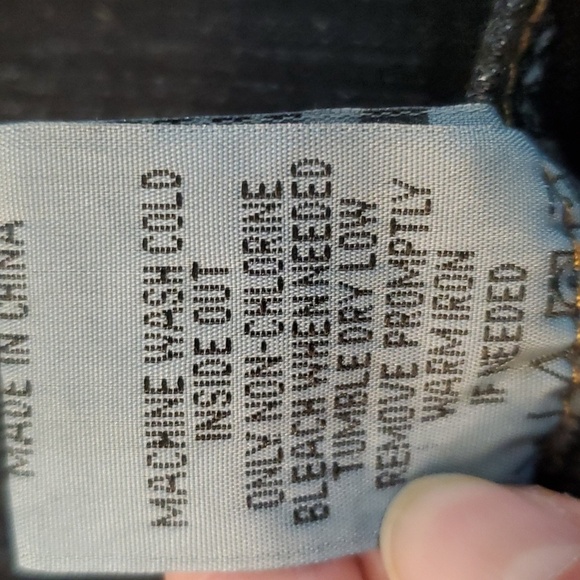 MADE IN CHINA
MACHINE WASH COLD
INSIDE OUT
ONLY NON-CHLORINE
BLEACH WHEN NEEDED
TUMBLE DRY LOW
REMOVE PROMPTLY
WARM IRON
IF NEEDED